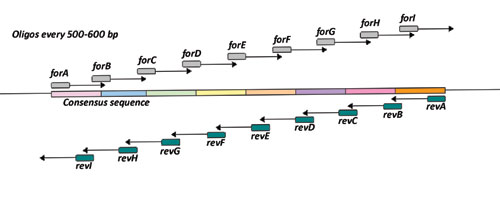 Oligos every 500-600 bp
forA
forB
forC
forD
forE
forF
forG
forH
forI
Consensus sequence
revI
revH
revG
revF
revE
revD
revC
revB
revA